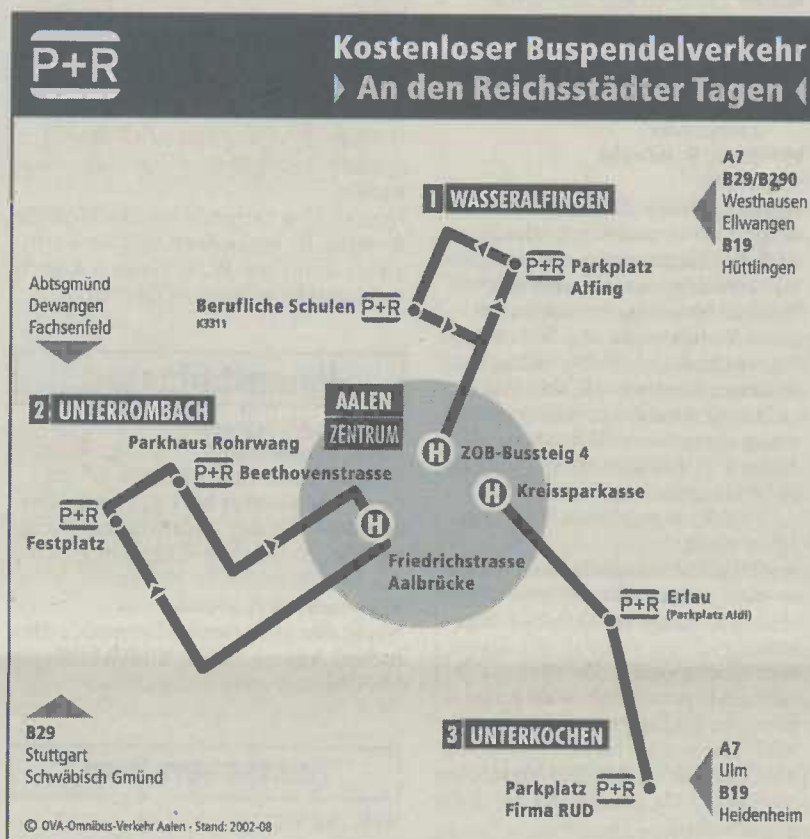 P+R
Kostenloser Buspendelverkehr
An den Reichsstädter Tagen
A7
B29/B290
Westhausen
Ellwangen
B19
Hüttlingen
1 WASSERALFINGEN
P+R Parkplatz
Alfing
Berufliche Schulen P+R
K3311
Abtsgmünd
Dewangen
Fachsenfeld
2 UNTERROMBACH
Parkhaus Rohrwang
P+R Beethovenstrasse
P+R
Festplatz
AALEN
ZENTRUM
H ZOB-Bussteig 4
H Kreissparkasse
H
Friedrichstrasse
Aalbrücke
P+R Erlau
(Parkplatz Aldi)
B29
Stuttgart
Schwäbisch Gmünd
3 UNTERKOCHEN
Parkplatz P+R
Firma RUD
A7
Ulm
B19
Heidenheim
© OVA-Omnibus-Verkehr Aalen - Stand: 2002-08